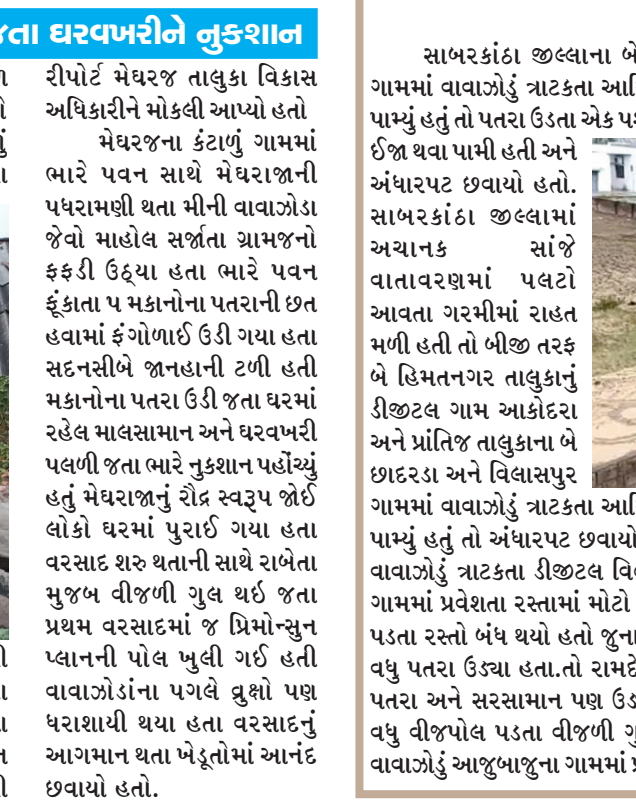 ઘરવખરીને નુકશાન
રીપોર્ટ મેઘરજ તાલુકા વિકાસ
અધિકારીને મોકલી આપ્યો હતો
મેઘરજના કંટાળું ગામમાં
ભારે પવન સાથે મેઘરાજાની
પધરામણી થતા મીની વાવાઝોડા
જેવો માહોલ સર્જાતા ગ્રામજનો
ફફડી ઉઠ્યા હતા ભારે પવન
ફૂંકાતા ૫ મકાનોના પતરાની છત
હવામાં ફંગોળાઈ ઉડી ગયા હતા
સદનસીબે જાનહાની ટળી હતી
મકાનોના પતરા ઉડી જતા ઘરમાં
રહેલ માલસામાન અને ઘરવખરી
પલળી જતા ભારે નુકશાન પહોંચ્યું
હતું મેઘરાજાનું રૌદ્ર સ્વરૂપ જોઈ
લોકો ઘરમાં પુરાઈ ગયા હતા
વરસાદ શરુ થતાની સાથે રાબેતા
મુજબ વીજળી ગુલ થઇ જતા
પ્રથમ વરસાદમાં જ પ્રિમોન્સુન
પ્લાનની પોલ ખુલી ગઈ હતી
વાવાઝોડાંના પગલે વ્રુક્ષો પણ
ધરાશાયી થયા હતા વરસાદનું
આગમાન થતા ખેડૂતોમાં આનંદ
છવાયો હતો.
સાબરકાંઠા જીલ્લાના બે
ગામમાં વાવાઝોડું ત્રાટકતા
પામ્યું હતું તો પતરા ઉડતા એક
ઈજા થવા પામી હતી અને
અંધારપટ છવાયો હતો.
સાબરકાંઠા જીલ્લામાં
અચાનક સાંજે
વાતાવરણમાં પલટો
આવતા ગરમીમાં રાહત
મળી હતી તો બીજી તરફ
બે હિમતનગર તાલુકાનું
ડીજીટલ ગામ આકોદરા
અને પ્રાંતિજ તાલુકાના બે
છાદરડા અને વિલાસપુર
ગામમાં વાવાઝોડું ત્રાટકતા
પામ્યું હતું તો અંધારપટ છવાયો
વાવાઝોડું ત્રાટકતા ડીજીટલ
ગામમાં પ્રવેશતા રસ્તામાં મોટો
પડતા રસ્તો બંધ થયો હતો
વધુ પતરા ઉડ્યા હતા.તો
પતરા અને સરસામાન પણ
વધુ વીજપોલ પડતા વીજળી
વાવાઝોડું આજુબાજુના ગામમાં